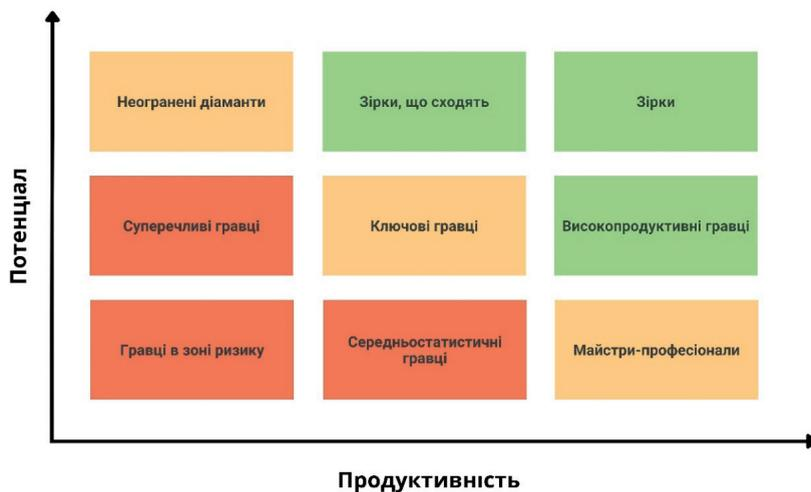 Потенціал
Неогранені діаманти
Зірки, що сходять
Зірки
Суперечливі гравці
Ключові гравці
Високопродуктивні гравці
Гравці в зоні ризику
Середньостатистичні
гравці
Майстри-професіонали
Продуктивність